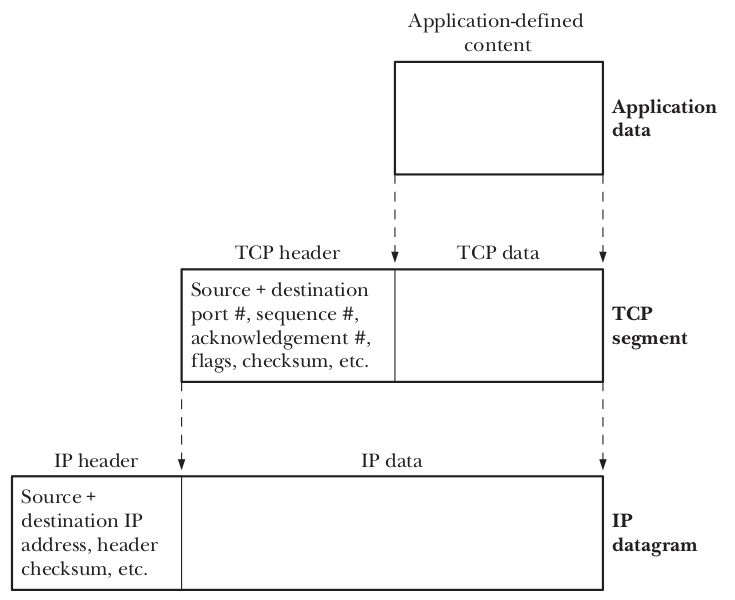 Application-defined
content
Application
data
TCP header
TCP data
Source + destination
port #, sequence #,
acknowledgement #,
flags, checksum, etc.
TCP
segment
IP header
IP data
Source +
destination IP
address, header
checksum, etc.
IP
datagram